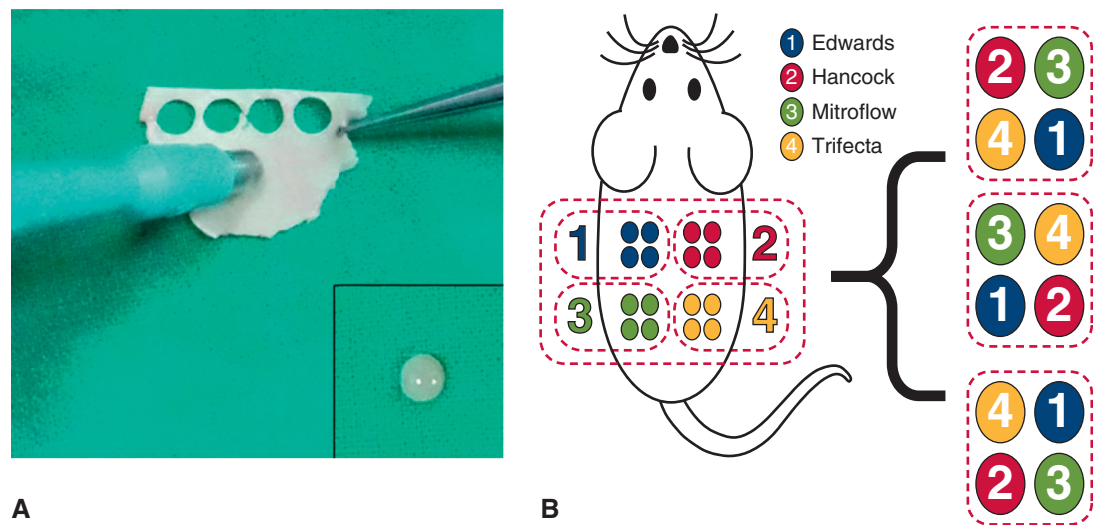 1 Edwards
2 Hancock
3 Mitroflow
4 Trifecta
1 2
3 4
2 3
4 1
3 4
1 2
4 1
2 3
A
B